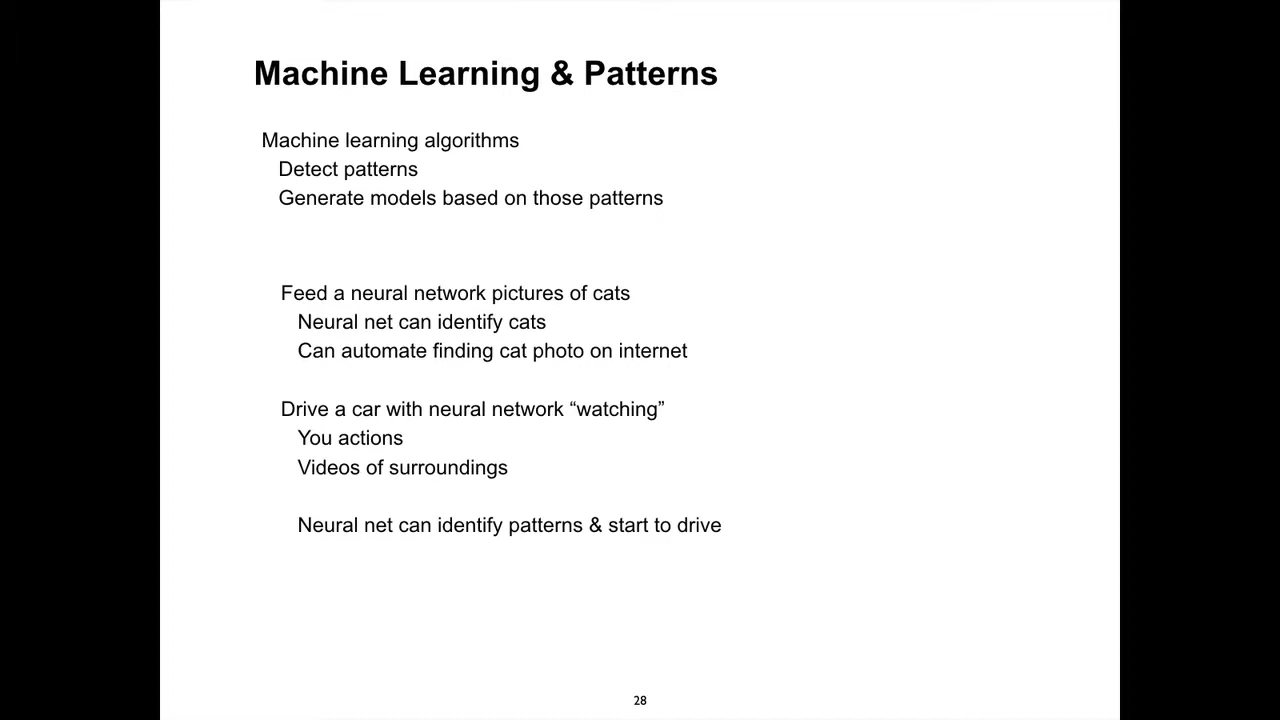 Machine Learning & Patterns
Machine learning algorithms
Detect patterns
Generate models based on those patterns
Feed a neural network pictures of cats
Neural net can identify cats
Can automate finding cat photo on internet
Drive a car with neural network “watching”
You actions
Videos of surroundings
Neural net can identify patterns & start to drive
28